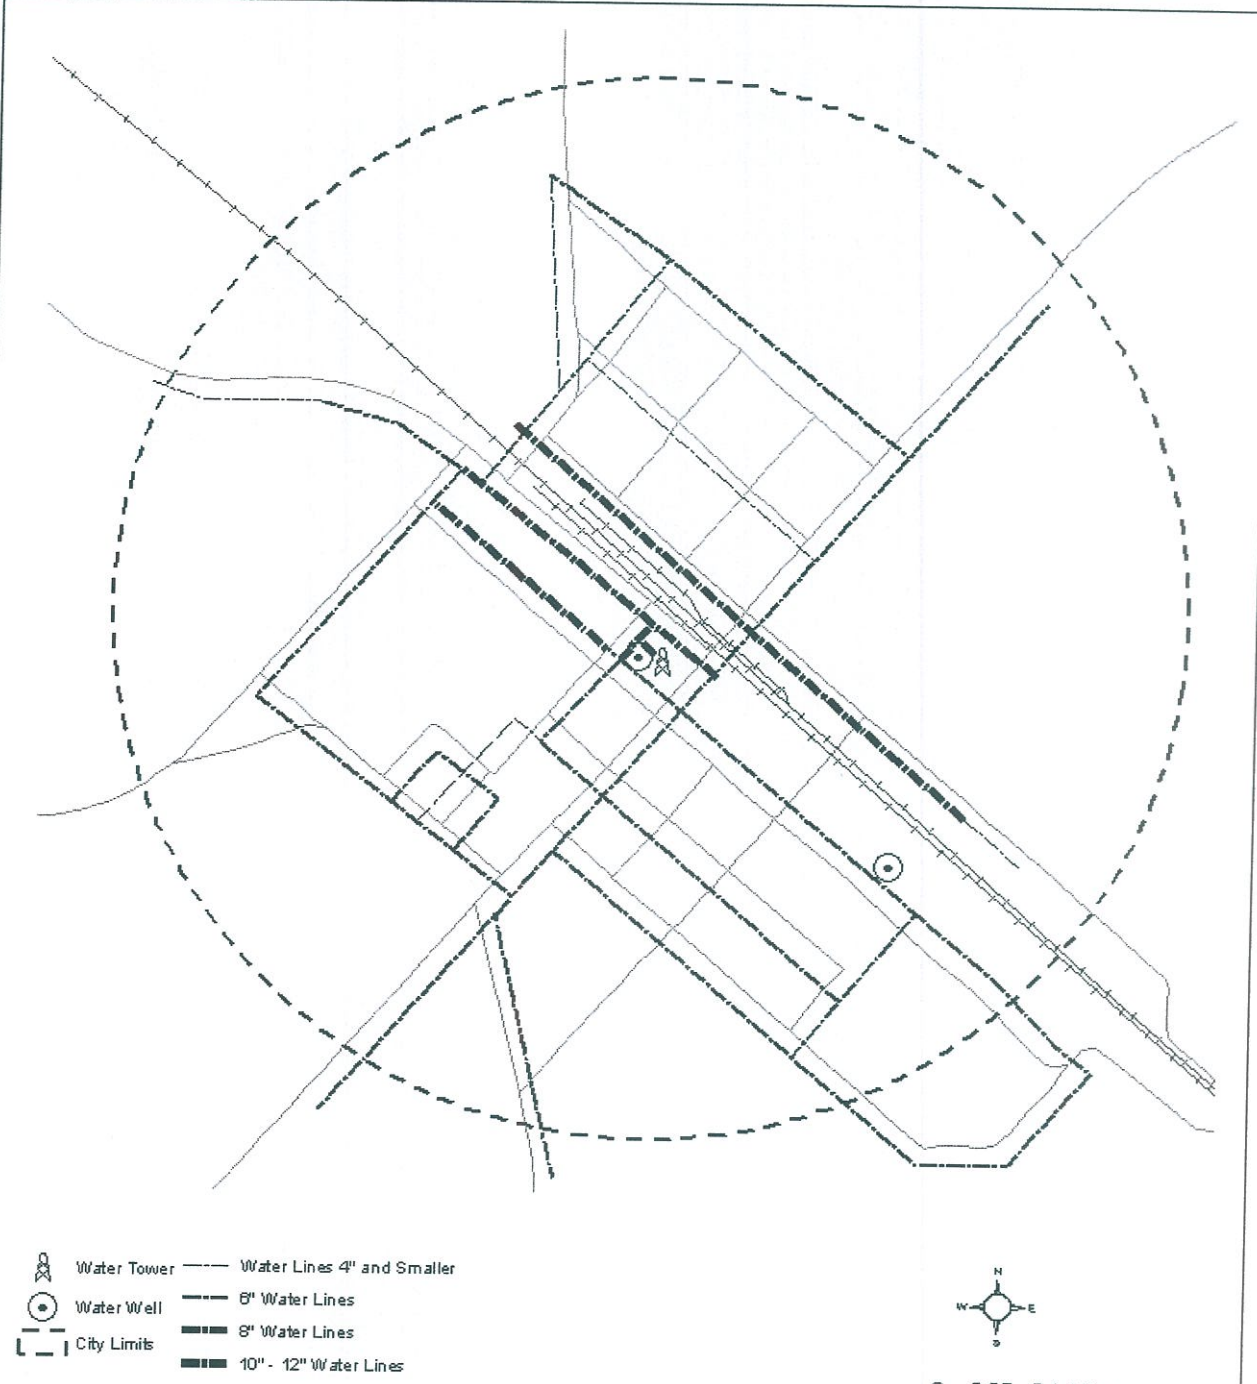 Water Tower
Water Well
City Limits
Water Lines 4" and Smaller
6" Water Lines
8" Water Lines
10" - 12" Water Lines
N
W E
S